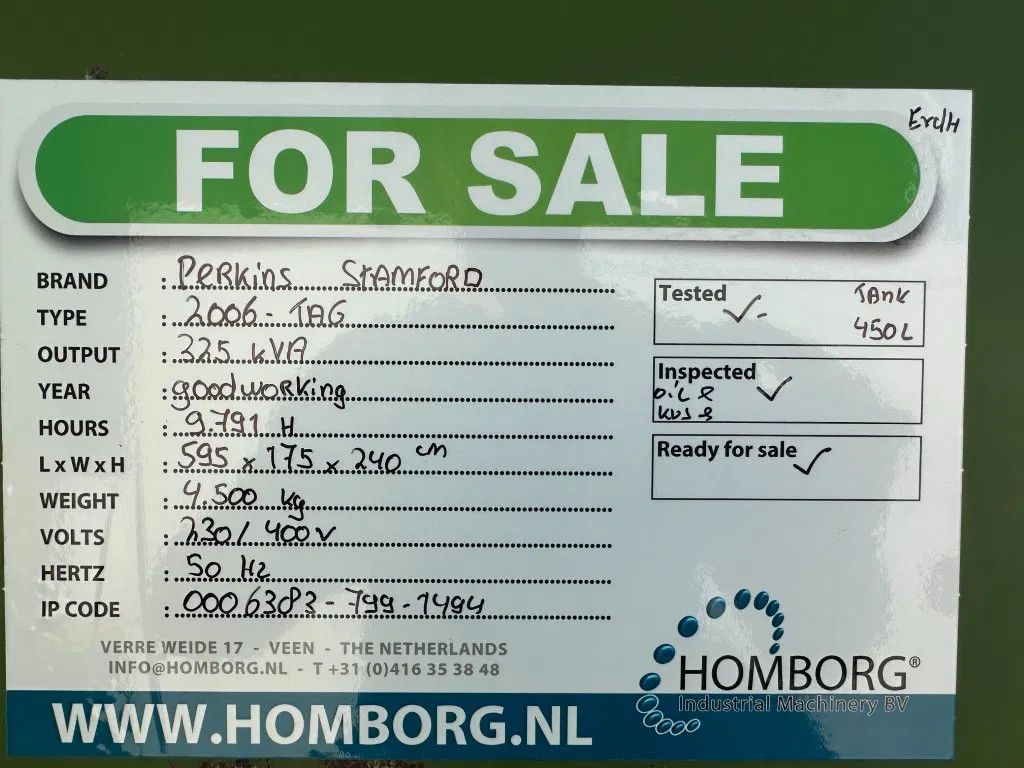 FOR SALE
BRAND : Perkins STAMFORD
TYPE : 2006-TAG
OUTPUT : 325 kVA
YEAR : goodworking
HOURS : 9.791 H
L x W x H : 595 x 175 x 240 cm
WEIGHT : 4.500 kg
VOLTS : 230/400V
HERTZ : 50 Hz
IP CODE : 0006383-799-1494
Tested TANK
450L
Inspected
Ready for sale
VERRE WEIDE 17 - VEEN - THE NETHERLANDS
INFO@HOMBORG.NL - T +31 (0)416 35 38 48
HOMBORG®
Industrial Machinery BV
WWW.HOMBORG.NL